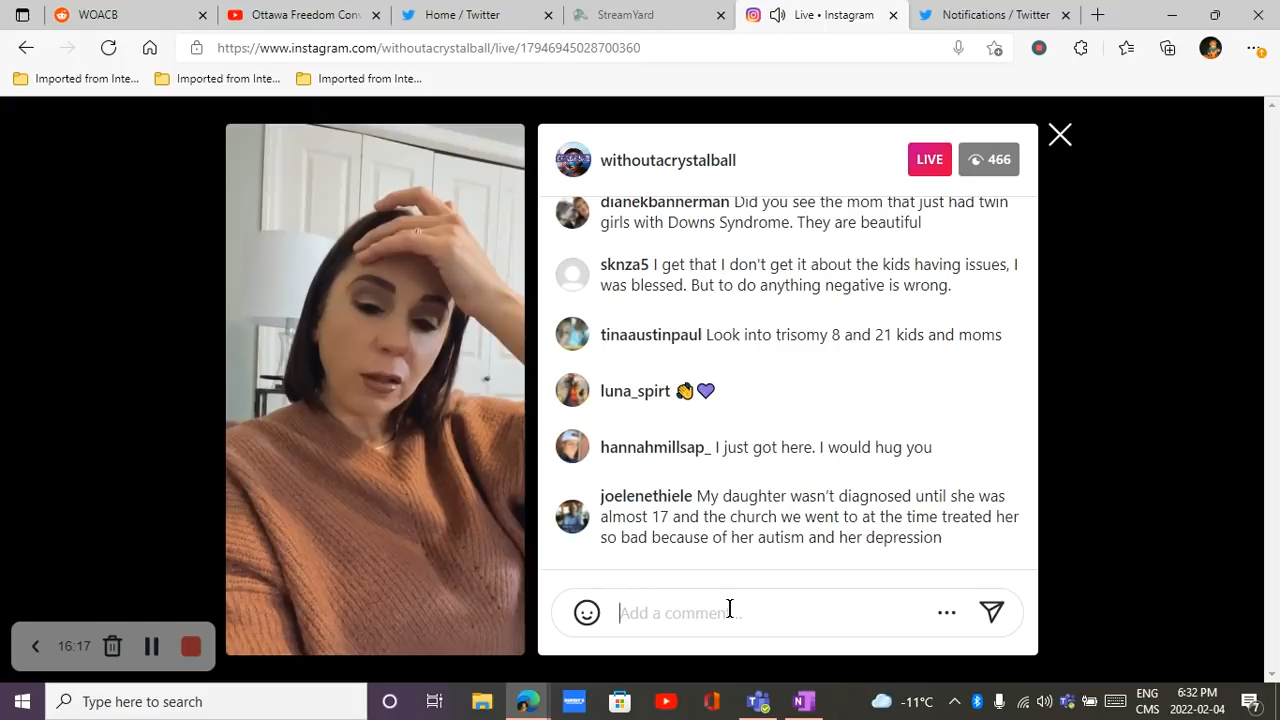 WOACB
Ottawa Freedom Con
Home / Twitter
StreamYard
Live • Instagram
Notifications / Twitter
https://www.instagram.com/withoutacrystalball/live/17946945028700360
Imported from Inte...
Imported from Inte...
Imported from Inte...
withoutacrystalball
LIVE
466
dianekbannerman Did you see the mom that just had twin
girls with Downs Syndrome. They are beautiful
sknza5 I get that I don't get it about the kids having issues, I
was blessed. But to do anything negative is wrong.
tinaaustinpaul Look into trisomy 8 and 21 kids and moms
luna_spirt 👏💜
hannahmillsap_ I just got here. I would hug you
joelenethiele My daughter wasn't diagnosed until she was
almost 17 and the church we went to at the time treated her
so bad because of her autism and her depression
Add a comment...
16:17
Type here to search
-11°C
ENG
CMS
6:32 PM
2022-02-04
7